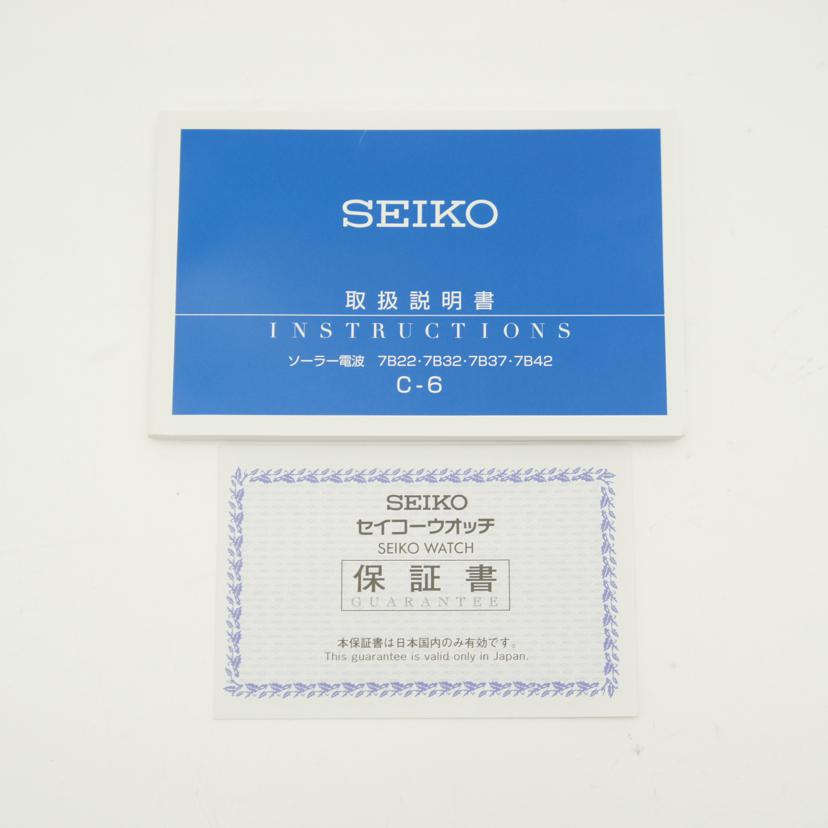 SEIKO
取扱説明書
INSTRUCTIONS
ソーラー電波 7B22・7B32・7B37・7B42
C-6
SEIKO
セイコーウオッチ
SEIKO WATCH
保証書
GUARANTEE
本保証書は日本国内のみ有効です。
This guarantee is valid only in Japan.